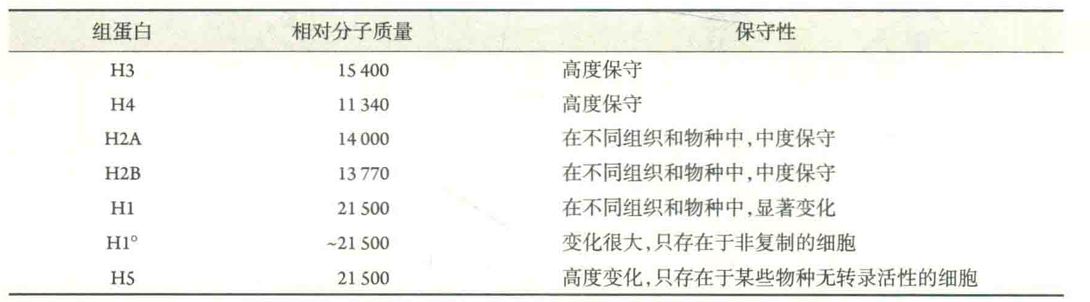 组蛋白 相对分子质量 保守性
H3 15 400 高度保守
H4 11 340 高度保守
H2A 14 000 在不同组织和物种中,中度保守
H2B 13 770 在不同组织和物种中,中度保守
H1 21 500 在不同组织和物种中,显著变化
H1° ~21 500 变化很大,只存在于非复制的细胞
H5 21 500 高度变化,只存在于某些物种无转录活性的细胞